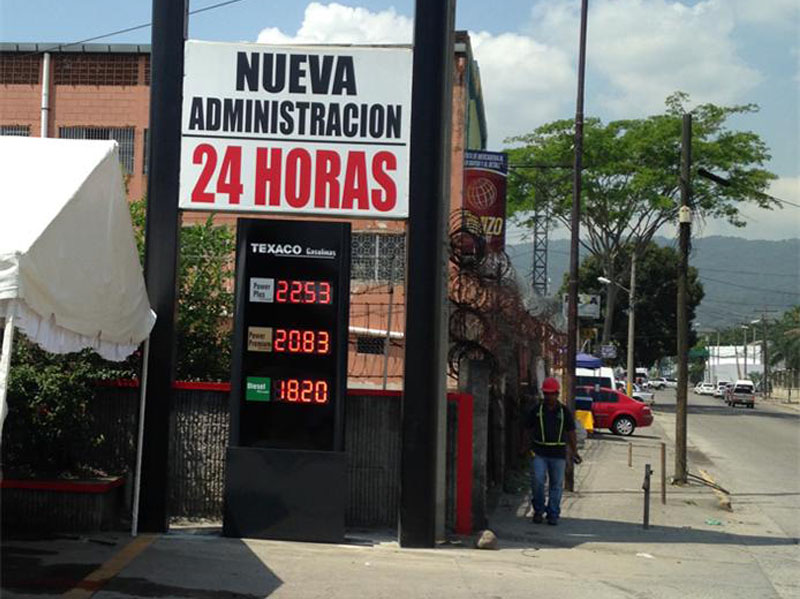 NUEVA
ADMINISTRACION
24 HORAS
TEXACO Gasolinas
Power Plus 22.53
Power Premium 20.83
Diesel 18.20